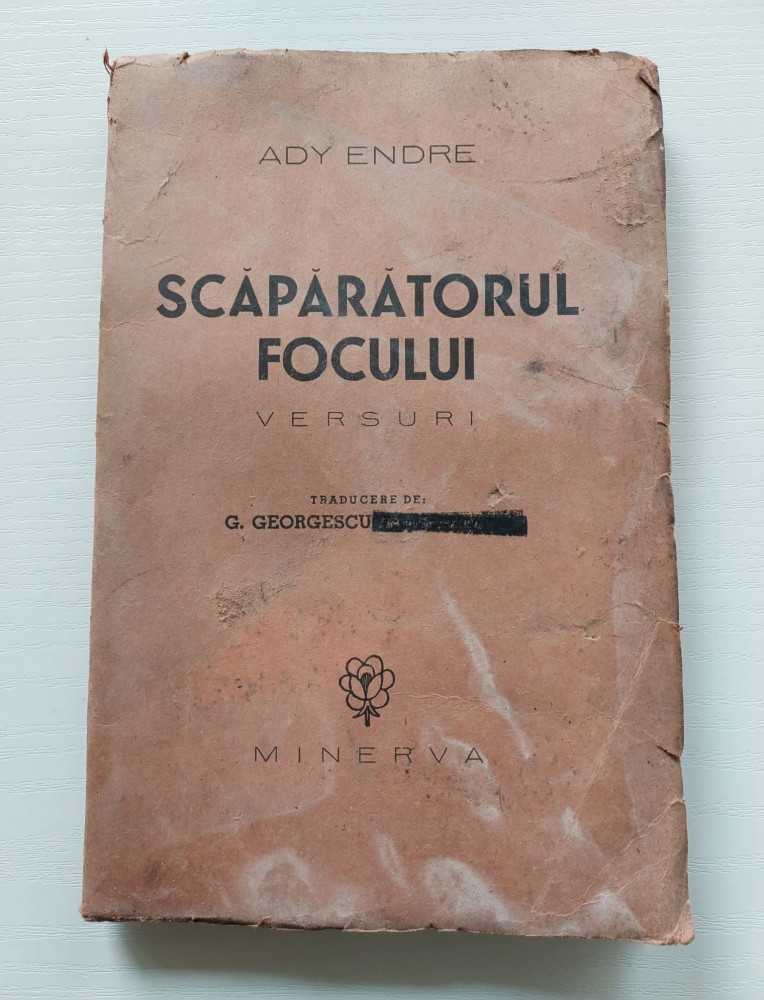 ADY ENDRE
SCĂPĂRĂTORUL
FOCULUI
VERSURI
TRADUCERE DE:
G. GEORGESCU
MINERVA